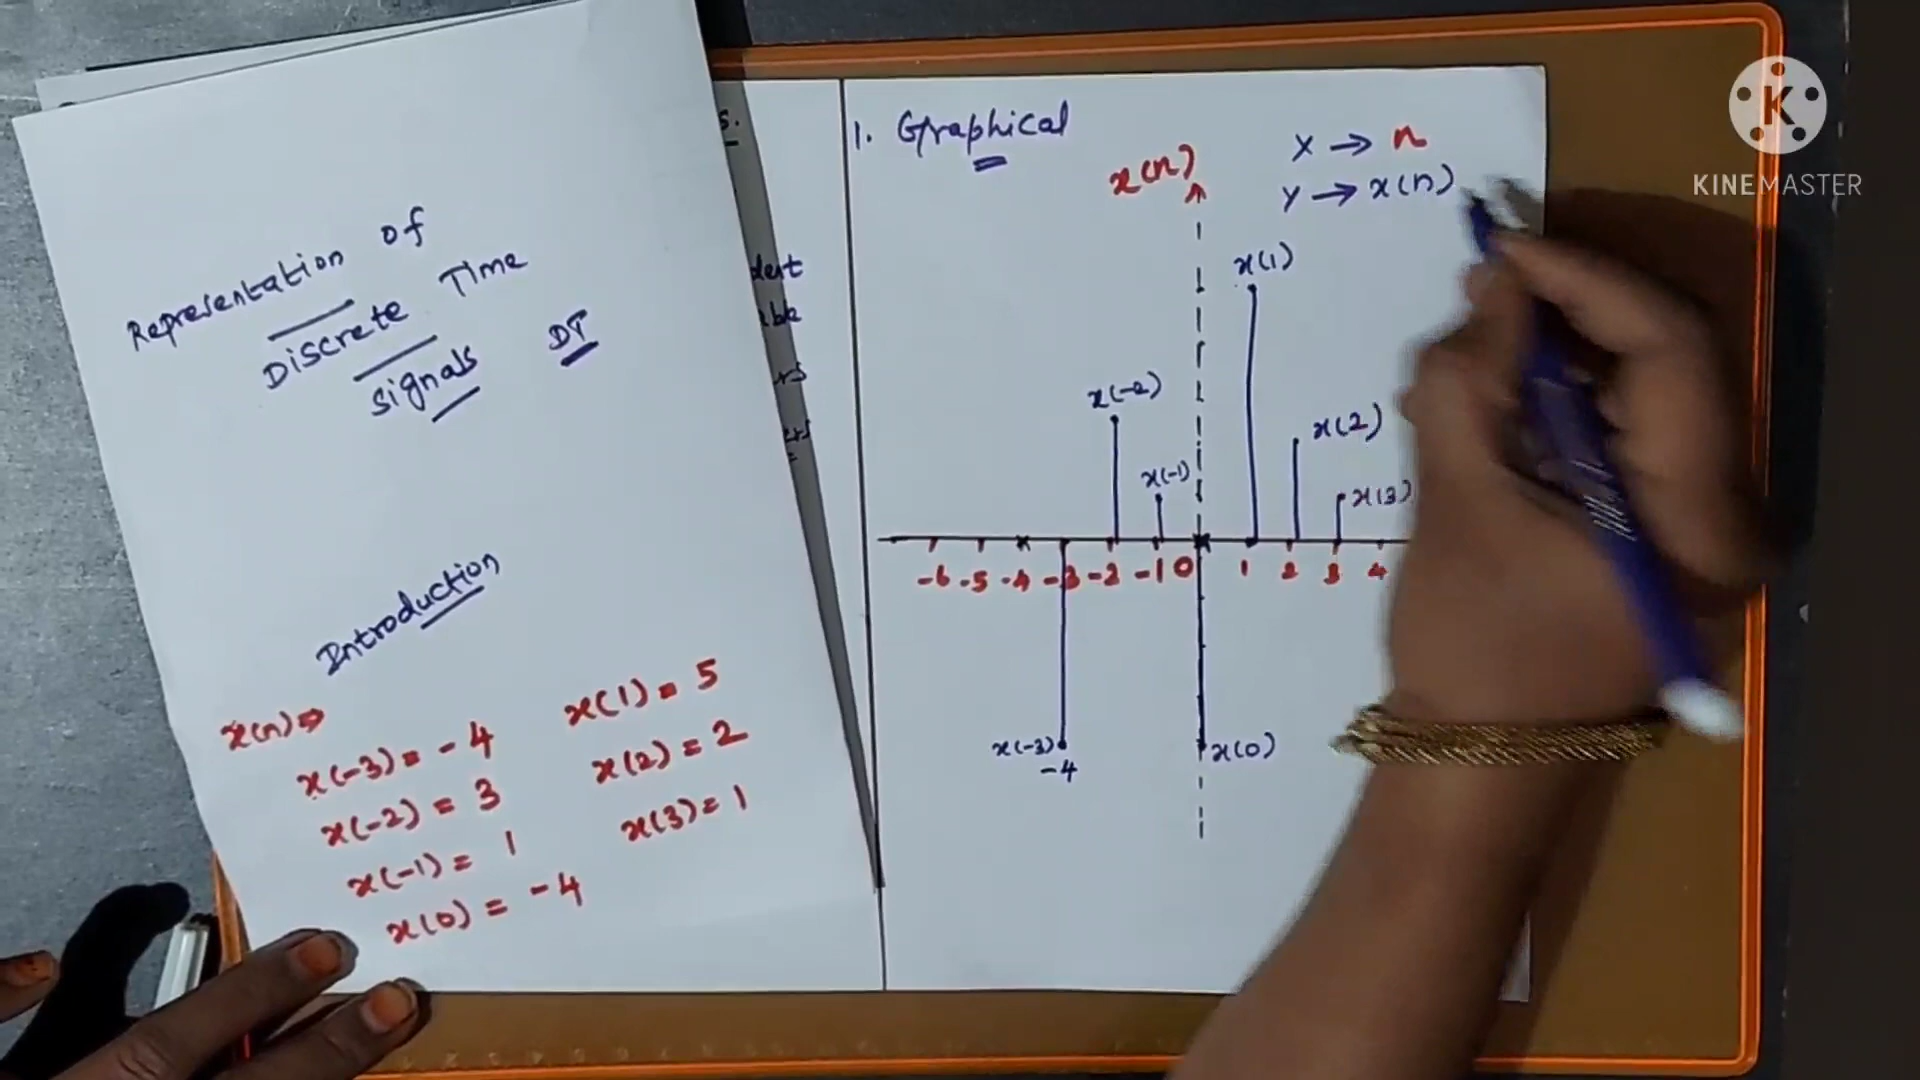 Representation of
Discrete Time
signals DT
Introduction
x(n)⇒
x(-3) = -4
x(-2) = 3
x(-1) = 1
x(0) = -4
x(1) = 5
x(2) = 2
x(3) = 1
s.
1. Graphical
x(n)
X → n
Y → x(n)
x(1)
x(-2)
x(2)
x(-1)
x(3)
-6 -5 -4 -3 -2 -1 0 1 2 3 4
x(-3)
-4
x(0)
KINEMASTER